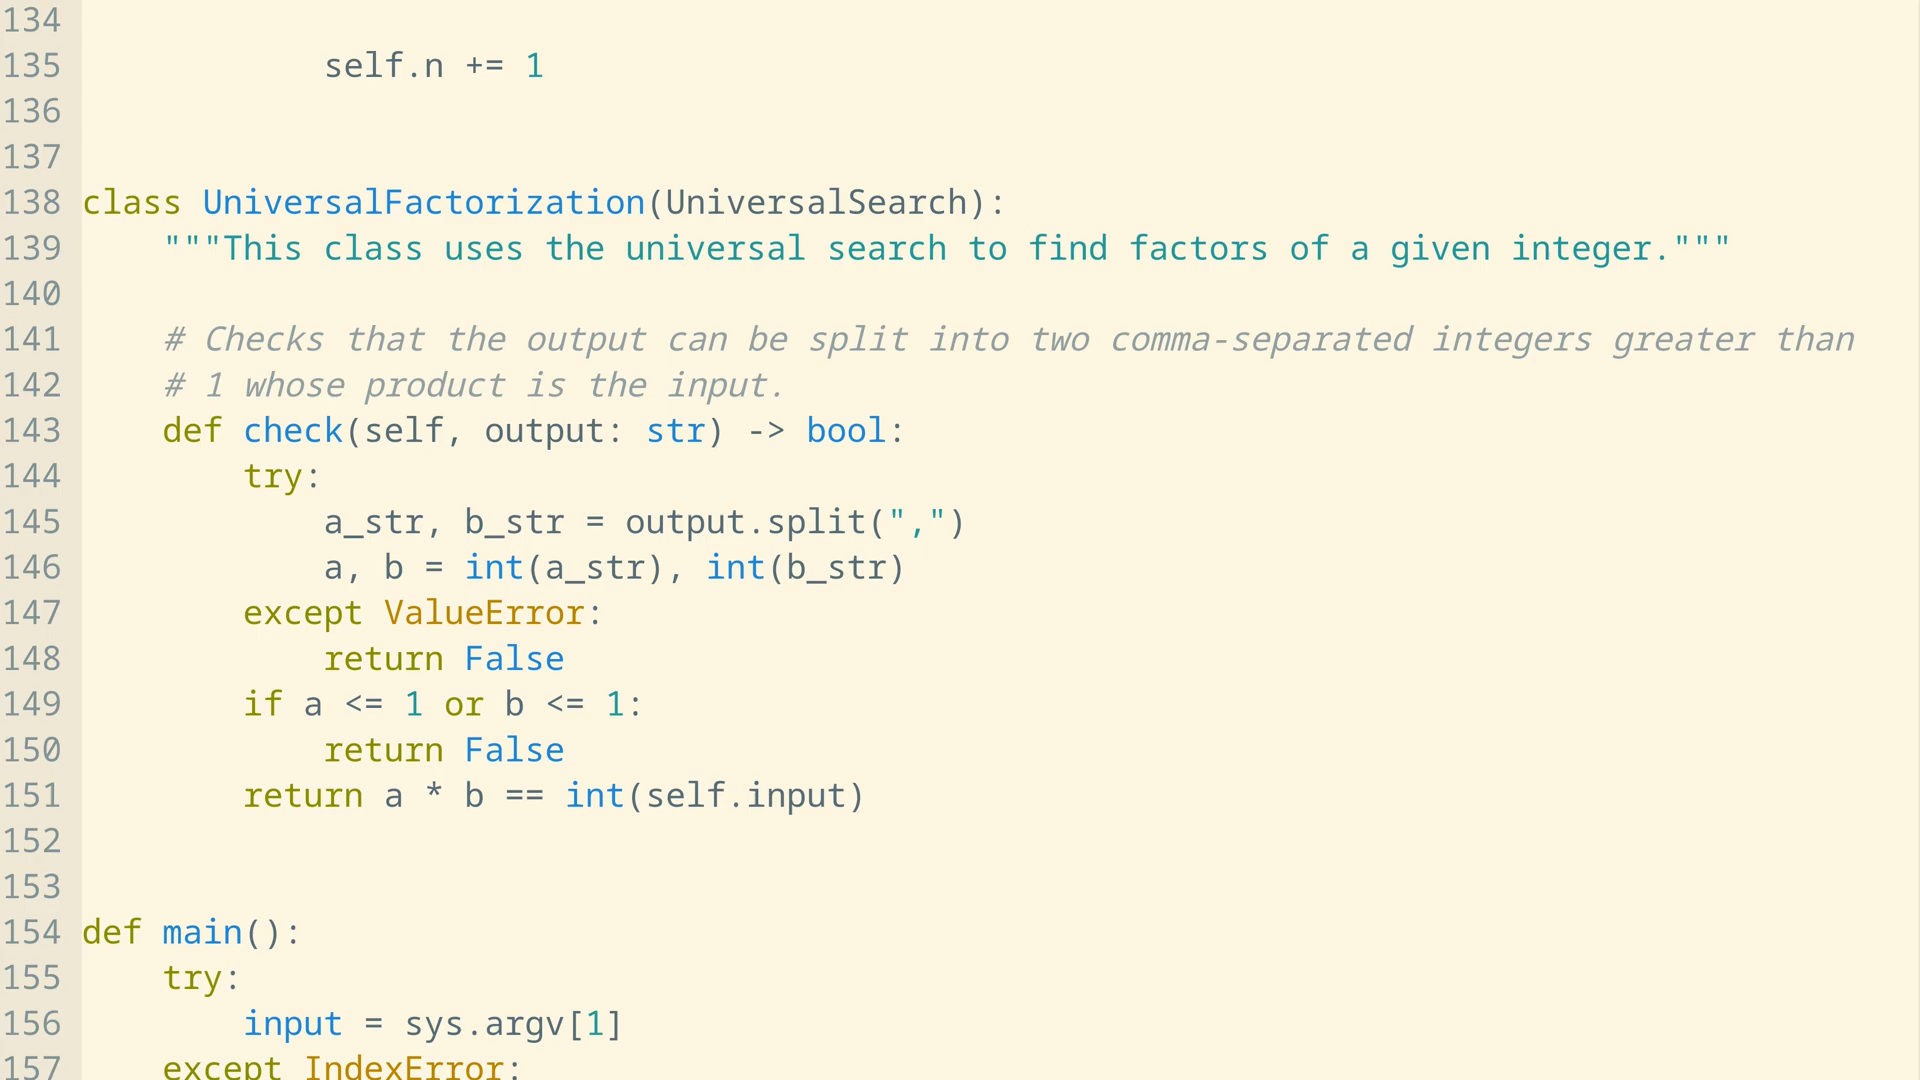 134
135             self.n += 1
136
137
138 class UniversalFactorization(UniversalSearch):
139     """This class uses the universal search to find factors of a given integer."""
140
141     # Checks that the output can be split into two comma-separated integers greater than
142     # 1 whose product is the input.
143     def check(self, output: str) -> bool:
144         try:
145             a_str, b_str = output.split(",")
146             a, b = int(a_str), int(b_str)
147         except ValueError:
148             return False
149         if a <= 1 or b <= 1:
150             return False
151         return a * b == int(self.input)
152
153
154 def main():
155     try:
156         input = sys.argv[1]
157     except IndexError: